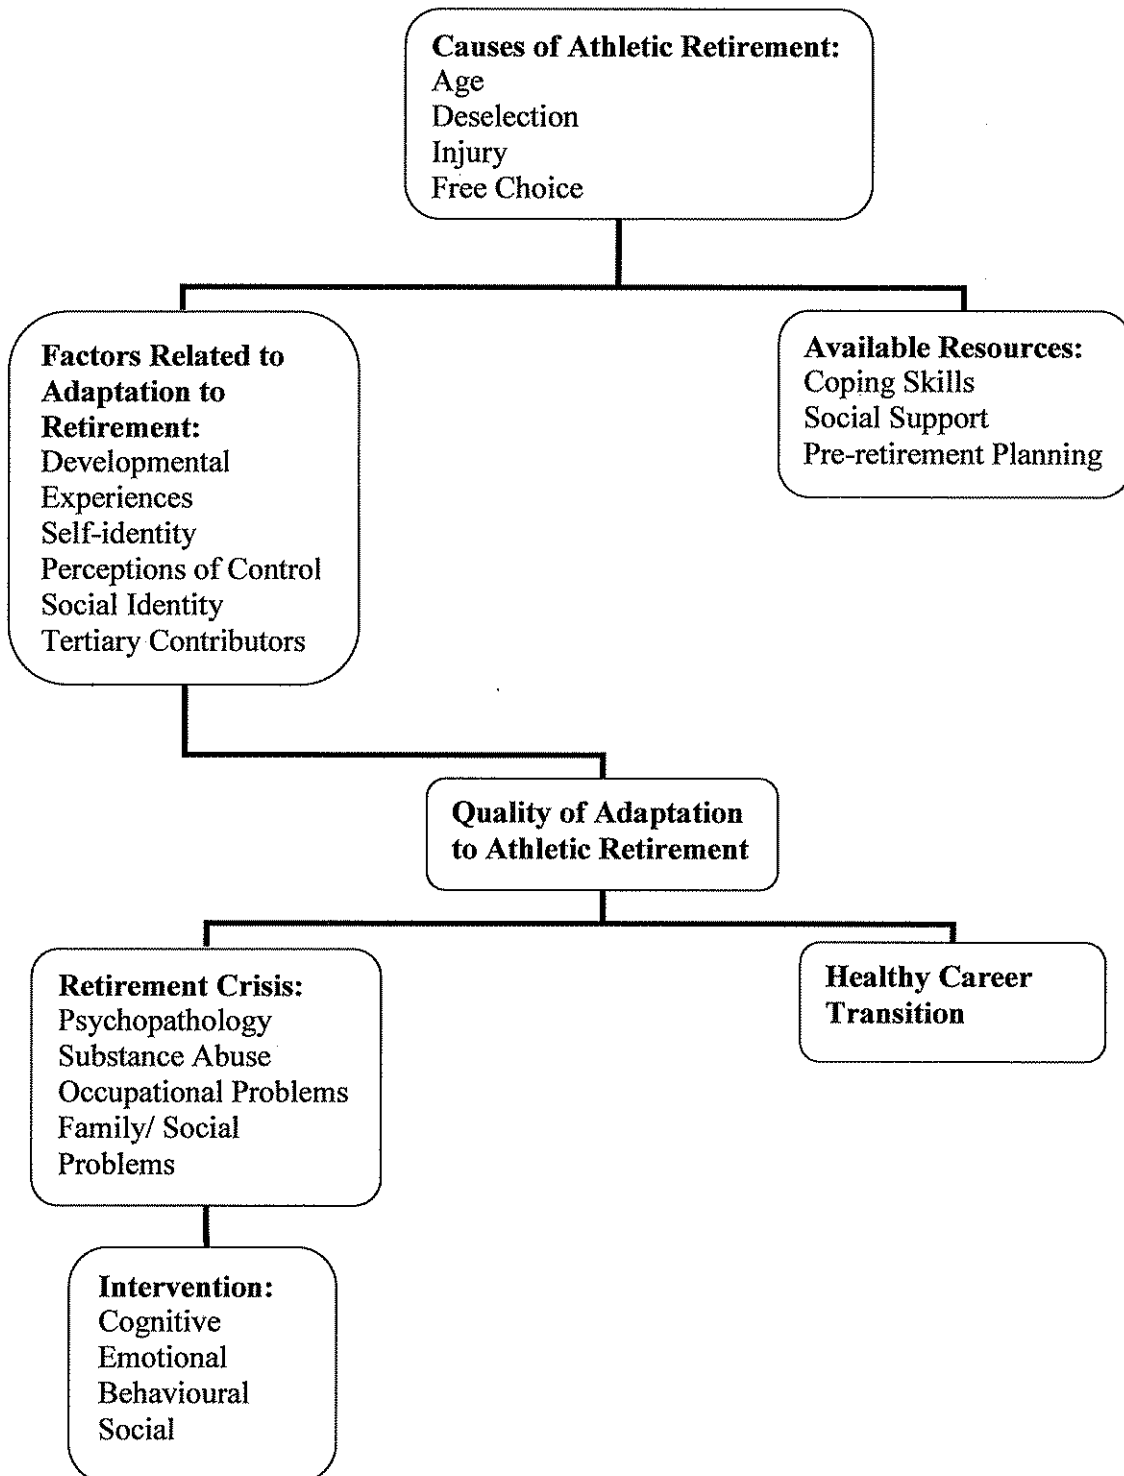 Causes of Athletic Retirement:
Age
Deselection
Injury
Free Choice
Factors Related to
Adaptation to
Retirement:
Developmental
Experiences
Self-identity
Perceptions of Control
Social Identity
Tertiary Contributors
Available Resources:
Coping Skills
Social Support
Pre-retirement Planning
Quality of Adaptation
to Athletic Retirement
Retirement Crisis:
Psychopathology
Substance Abuse
Occupational Problems
Family/ Social
Problems
Healthy Career
Transition
Intervention:
Cognitive
Emotional
Behavioural
Social